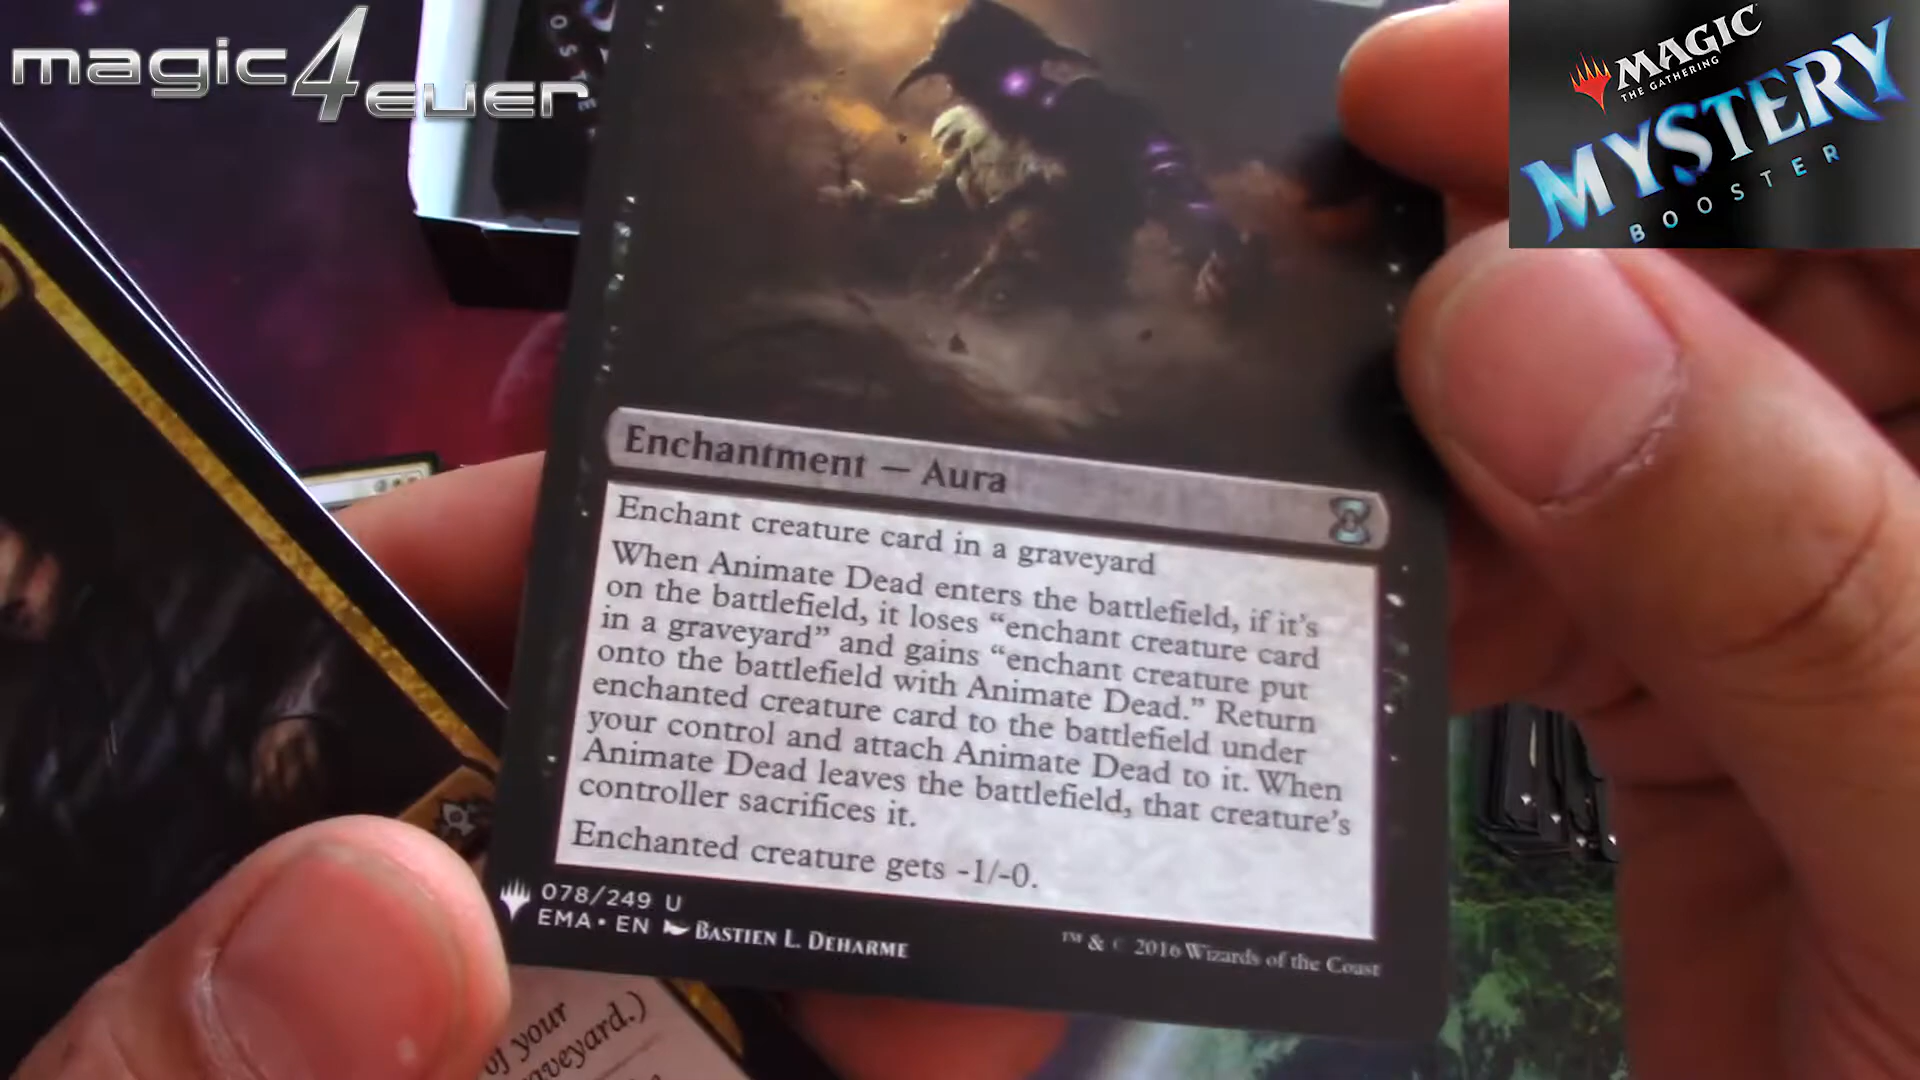 magic4ever
MAGIC
THE GATHERING
MYSTERY
BOOSTER
Enchantment — Aura
Enchant creature card in a graveyard
When Animate Dead enters the battlefield, if it's
on the battlefield, it loses “enchant creature card
in a graveyard” and gains “enchant creature put
onto the battlefield with Animate Dead.” Return
enchanted creature card to the battlefield under
your control and attach Animate Dead to it. When
Animate Dead leaves the battlefield, that creature's
controller sacrifices it.
Enchanted creature gets -1/-0.
078/249 U
EMA • EN BASTIEN L. DEHARME
™ & © 2016 Wizards of the Coast
of your
graveyard.)